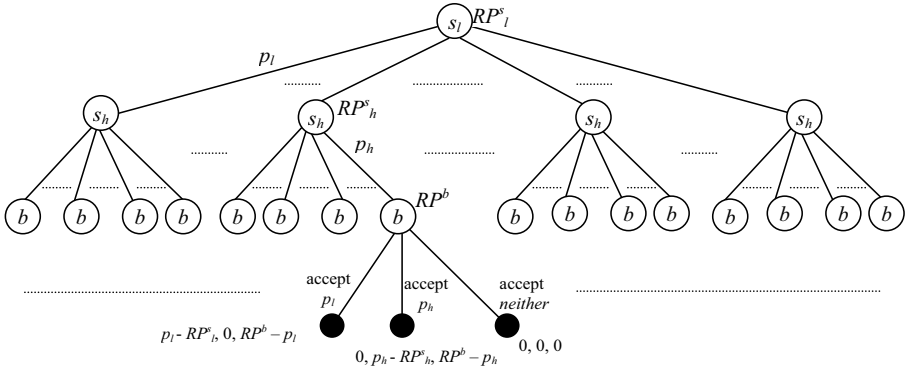 s_l RP^s_l
p_l
s_h s_h RP^s_h s_h s_h
p_h
b b b b b b b b RP^b b b b b b b b b
accept accept accept
p_l p_h neither
p_l - RP^s_l, 0, RP^b – p_l
0, p_h - RP^s_h, RP^b – p_h
0, 0, 0